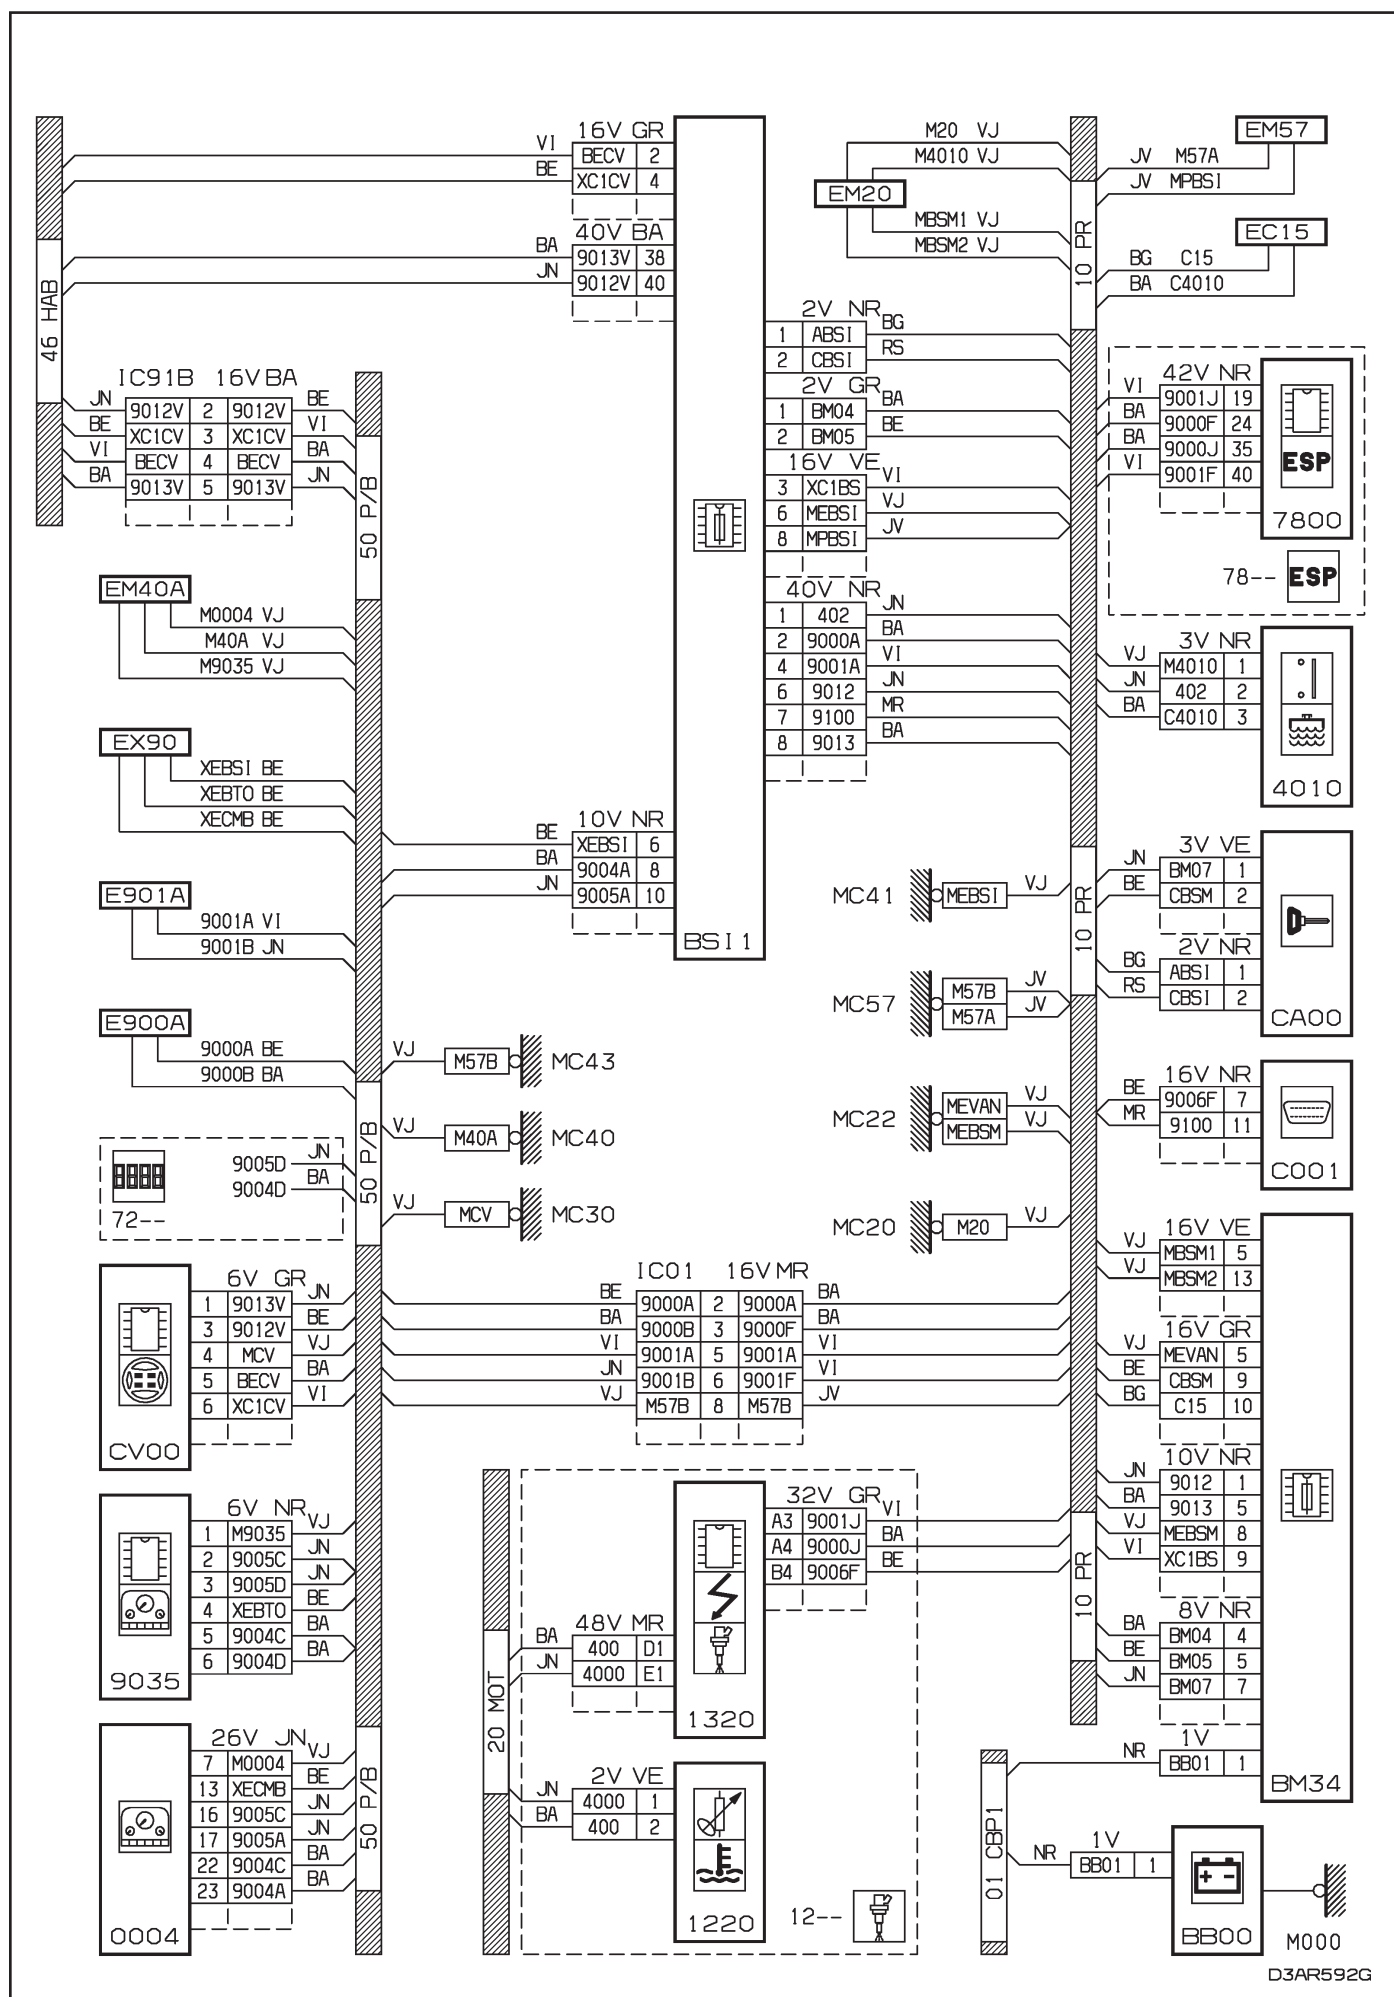 46 HAB
VI
BE
16V GR
BECV 2
XC1CV 4
BA
JN
40V BA
9013V 38
9012V 40
IC91B 16V BA
JN 9012V 2 9012V BE
BE XC1CV 3 XC1CV VI
VI BECV 4 BECV BA
BA 9013V 5 9013V JN
50 P/B
EM40A
M0004 VJ
M40A VJ
M9035 VJ
EX90
XEBSI BE
XEBTO BE
XECMB BE
E901A
9001A VI
9001B JN
E900A
9000A BE
9000B BA
9005D JN
9004D BA
72--
50 P/B
10V NR
BE XEBSI 6
BA 9004A 8
JN 9005A 10
BSI1
VJ M57B MC43
VJ M40A MC40
VJ MCV MC30
M20 VJ
M4010 VJ
EM20
MBSM1 VJ
MBSM2 VJ
10 PR
EM57
JV M57A
JV MPBSI
EC15
BG C15
BA C4010
2V NR
1 ABSI BG
2 CBSI RS
2V GR
1 BM04 BA
2 BM05 BE
16V VE
3 XC1BS VI
6 MEBSI VJ
8 MPBSI JV
40V NR
1 402 JN
2 9000A BA
4 9001A VI
6 9012 JN
7 9100 MR
8 9013 BA
42V NR
VI 9001J 19
BA 9000F 24
BA 9000J 35
VI 9001F 40
ESP
7800
78-- ESP
3V NR
VJ M4010 1
JN 402 2
BA C4010 3
4010
MC41 MEBSI VJ
10 PR
3V VE
JN BM07 1
BE CBSM 2
2V NR
BG ABSI 1
RS CBSI 2
CA00
MC57 M57B JV
M57A JV
MC22 MEVAN VJ
MEBSM VJ
MC20 M20 VJ
16V NR
BE 9006F 7
MR 9100 11
C001
CV00
6V GR
1 9013V JN
3 9012V BE
4 MCV VJ
5 BECV BA
6 XC1CV VI
IC01 16V MR
BE 9000A 2 9000A BA
BA 9000B 3 9000F BA
VI 9001A 5 9001A VI
JN 9001B 6 9001F VI
VJ M57B 8 M57B JV
16V VE
VJ MBSM1 5
VJ MBSM2 13
16V GR
VJ MEVAN 5
BE CBSM 9
BG C15 10
10V NR
JN 9012 1
BA 9013 5
VJ MEBSM 8
VI XC1BS 9
10 PR
8V NR
BA BM04 4
BE BM05 5
JN BM07 7
1V
NR BB01 1
BM34
6V NR
1 M9035 VJ
2 9005C JN
3 9005D JN
4 XEBTO BE
5 9004C BA
6 9004D BA
9035
32V GR
A3 9001J VI
A4 9000J BA
B4 9006F BE
48V MR
BA 400 D1
JN 4000 E1
1320
20 MOT
26V JN
7 M0004 VJ
13 XECMB BE
16 9005C JN
17 9005A JN
22 9004C BA
23 9004A BA
0004
50 P/B
2V VE
JN 4000 1
BA 400 2
1220
12--
01 CBP1
1V
NR BB01 1
BB00
M000
D3AR592G